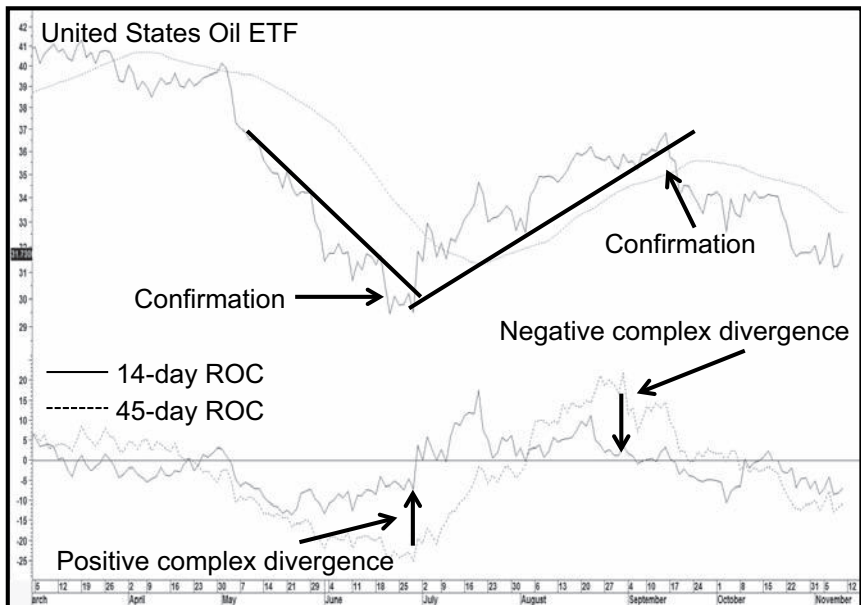 United States Oil ETF
42
41
40
39
38
37
36
35
34
33
32
31.730
31
30
29
Confirmation
Confirmation
Negative complex divergence
14-day ROC
45-day ROC
20
15
10
5
0
-5
-10
-15
-20
-25
Positive complex divergence
5 12 19 26 2 9 16 23 30 7 14 21 29 4 11 18 25 2 9 16 23 30 6 13 20 27 4 10 17 24 1 8 15 22 31 5 12
arch April May June July August September October November